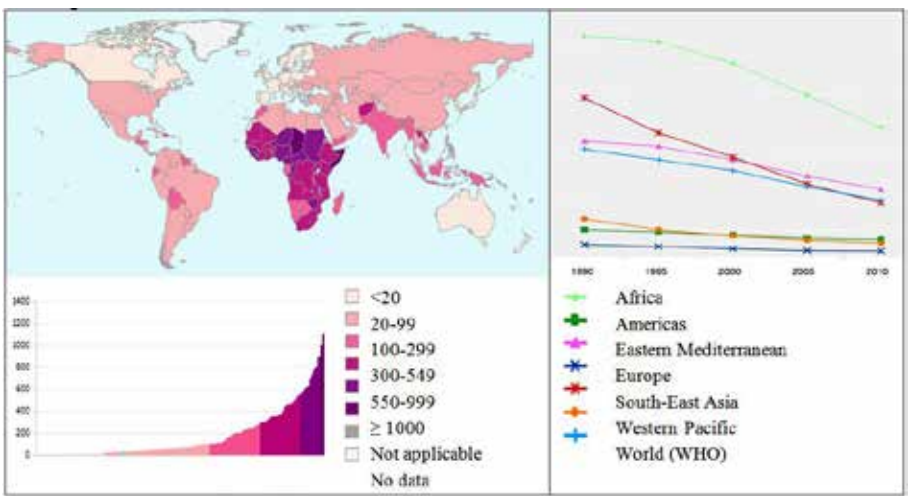 1400
1200
1000
800
600
400
200
0
<20
20-99
100-299
300-549
550-999
≥ 1000
Not applicable
No data
1990
1995
2000
2005
2010
Africa
Americas
Eastern Mediterranean
Europe
South-East Asia
Western Pacific
World (WHO)